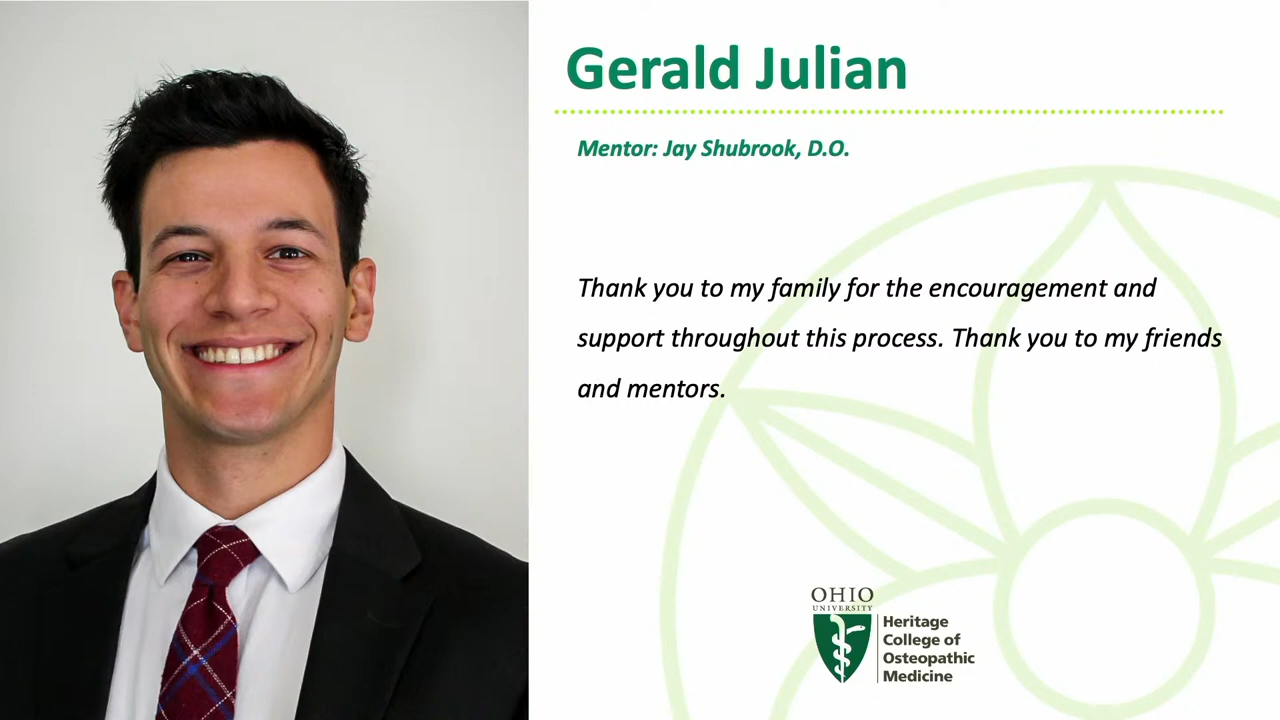 Gerald Julian
Mentor: Jay Shubrook, D.O.
Thank you to my family for the encouragement and
support throughout this process. Thank you to my friends
and mentors.
OHIO
UNIVERSITY
Heritage
College of
Osteopathic
Medicine